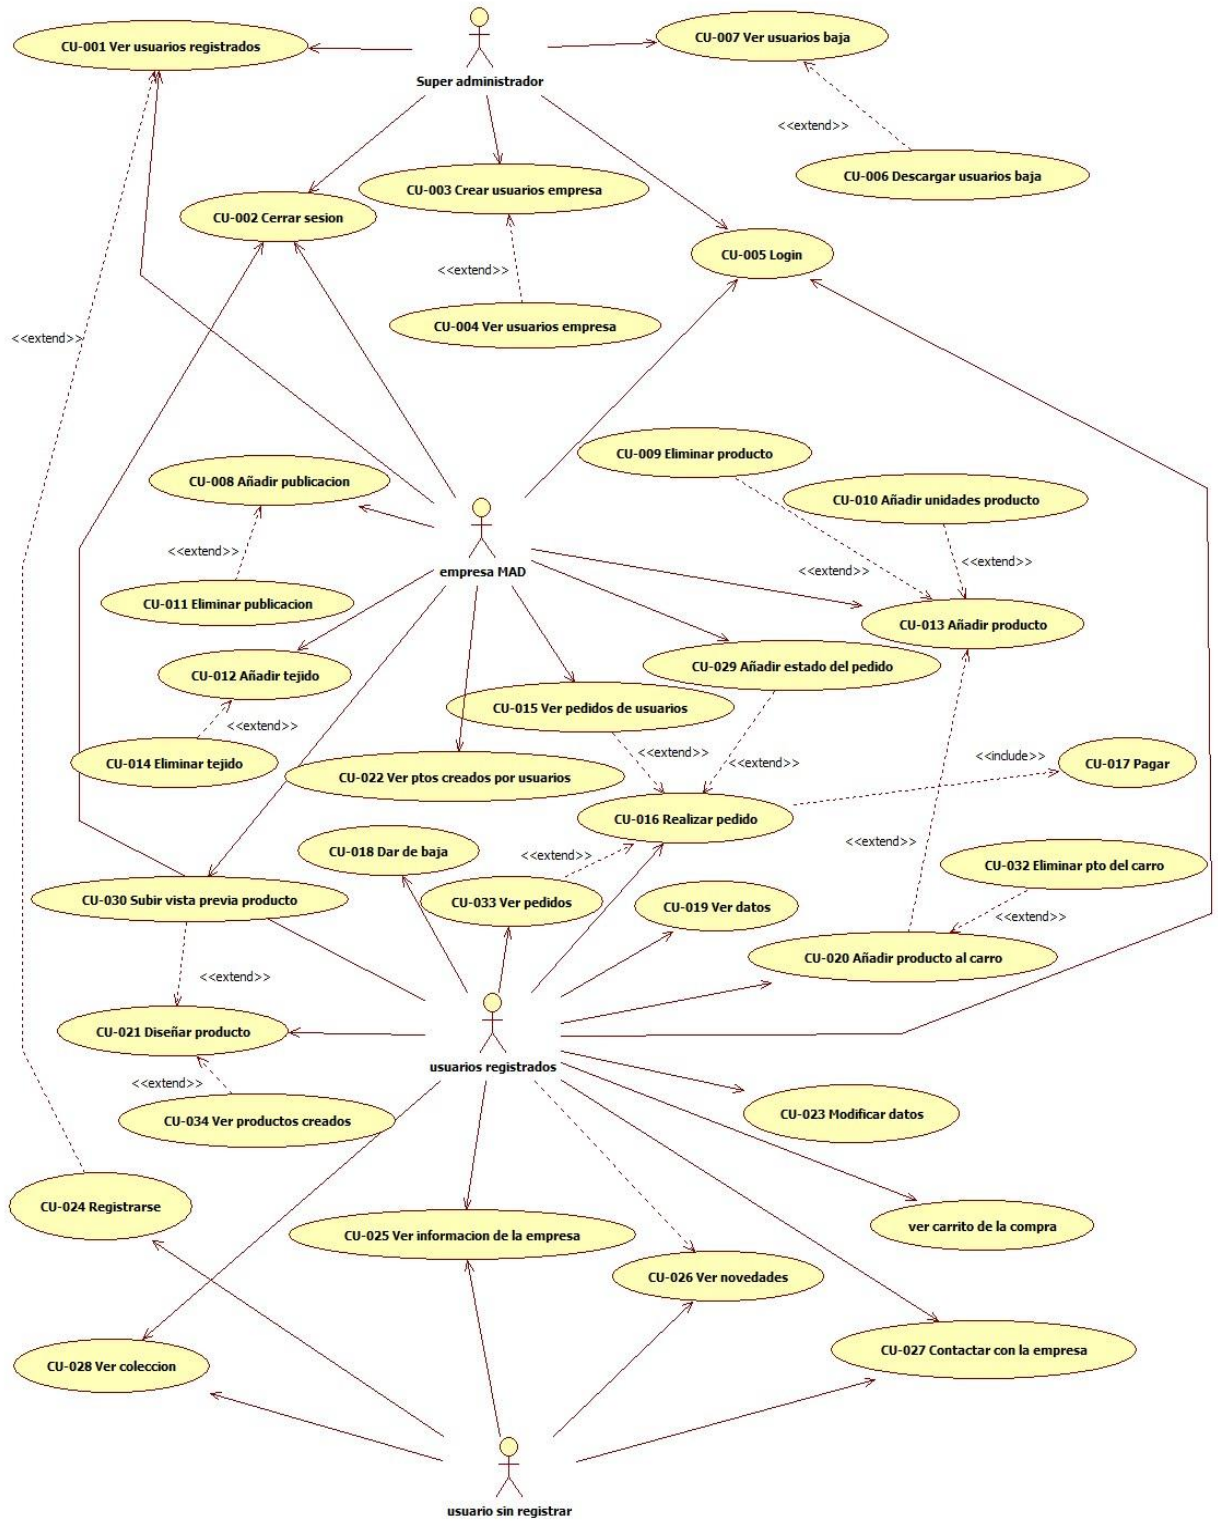 CU-001 Ver usuarios registrados
CU-007 Ver usuarios baja
Super administrador
<<extend>>
CU-006 Descargar usuarios baja
CU-003 Crear usuarios empresa
CU-002 Cerrar sesion
CU-005 Login
<<extend>>
CU-004 Ver usuarios empresa
<<extend>>
CU-009 Eliminar producto
CU-008 Añadir publicacion
CU-010 Añadir unidades producto
<<extend>>
empresa MAD
<<extend>>
<<extend>>
CU-011 Eliminar publicacion
CU-013 Añadir producto
CU-012 Añadir tejido
CU-029 Añadir estado del pedido
CU-015 Ver pedidos de usuarios
<<extend>>
<<extend>>
<<include>>
CU-014 Eliminar tejido
<<extend>>
CU-017 Pagar
CU-022 Ver ptos creados por usuarios
CU-016 Realizar pedido
<<extend>>
CU-018 Dar de baja
<<extend>>
CU-032 Eliminar pto del carro
CU-030 Subir vista previa producto
CU-033 Ver pedidos
CU-019 Ver datos
<<extend>>
CU-020 Añadir producto al carro
<<extend>>
CU-021 Diseñar producto
usuarios registrados
<<extend>>
CU-034 Ver productos creados
CU-023 Modificar datos
CU-024 Registrarse
ver carrito de la compra
CU-025 Ver informacion de la empresa
CU-026 Ver novedades
CU-027 Contactar con la empresa
CU-028 Ver coleccion
usuario sin registrar